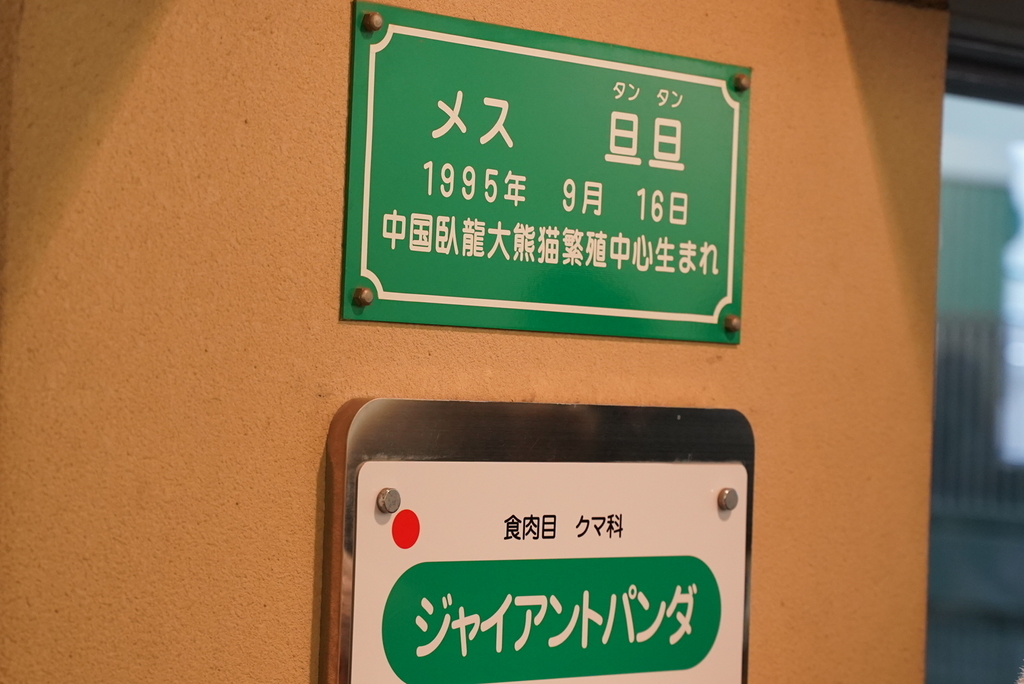 タン タン
メス 旦旦
1995年 9月 16日
中国臥龍大熊猫繁殖中心生まれ
食肉目 クマ科
ジャイアントパンダ